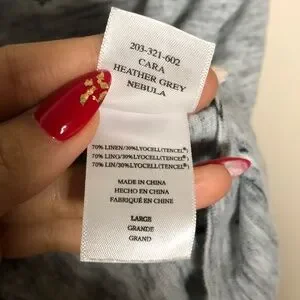 203-321-602
CARA
HEATHER GREY
NEBULA
70% LINEN/30%LYOCELL(TENCEL®)
70% LINO/30%LYOCELL(TENCEL®)
70% LIN/30%LYOCELL(TENCEL®)
MADE IN CHINA
HECHO EN CHINA
FABRIQUÉ EN CHINE
LARGE
GRANDE
GRAND